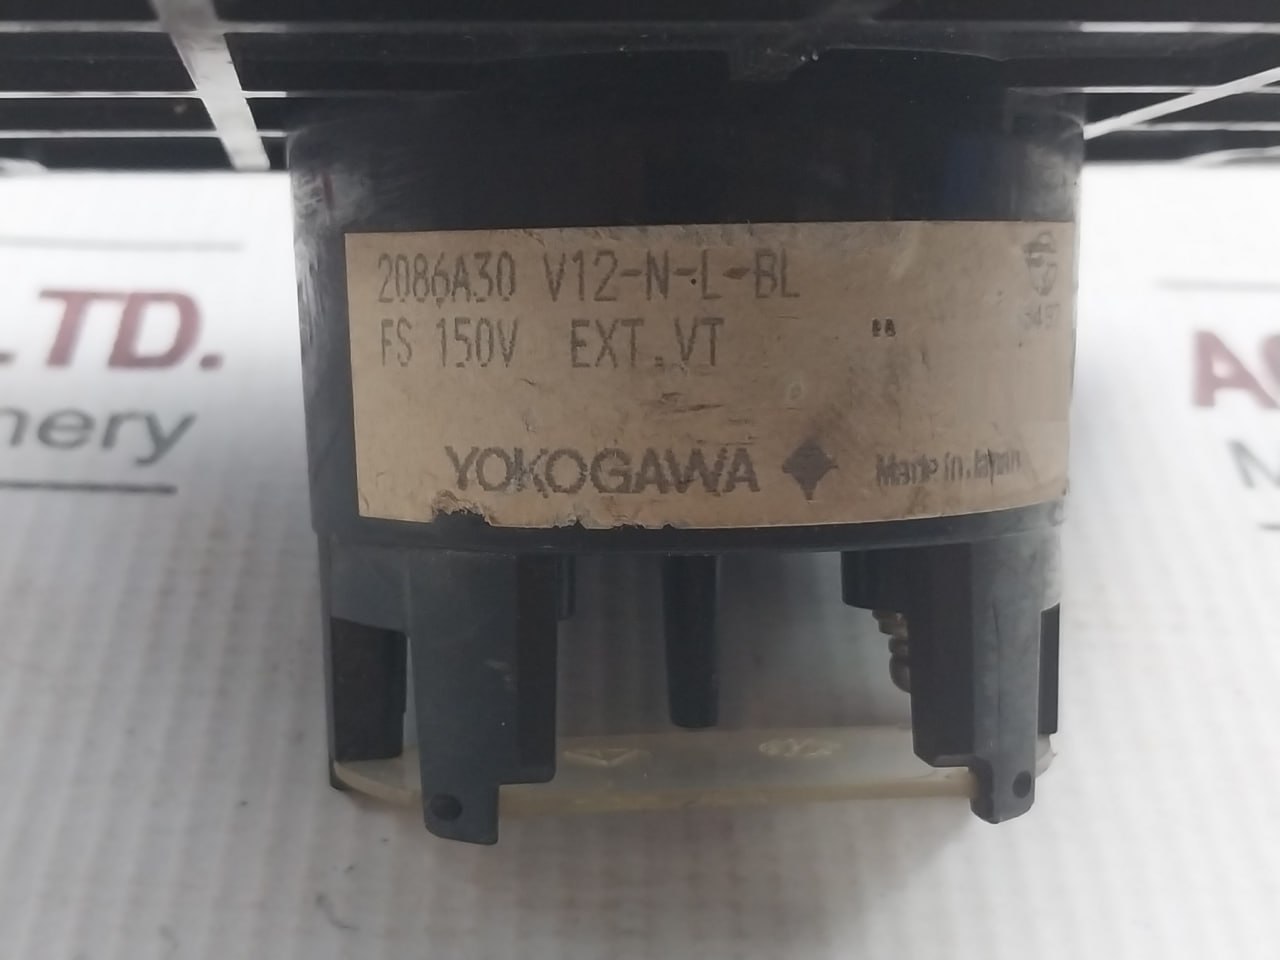 2086A30 V12-N-L-BL
FS 150V EXT.VT
YOKOGAWA Made in Japan
LTD.
nery